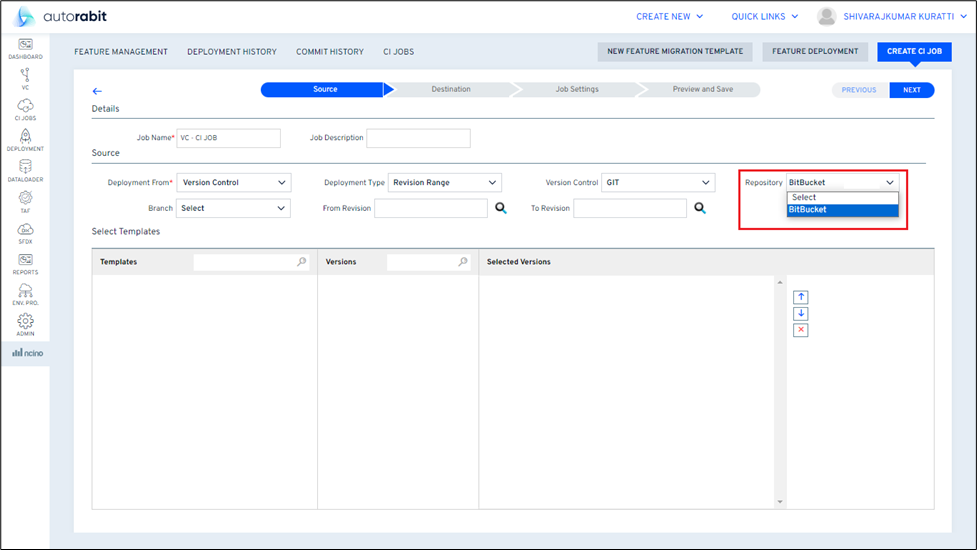 autorabit CREATE NEW QUICK LINKS SHIVARAJKUMAR KURATTI
DASHBOARD
VC
CI JOBS
DEPLOYMENT
DATALOADER
TAF
SFDX
REPORTS
ENV. PRO.
ADMIN
ncino
FEATURE MANAGEMENT DEPLOYMENT HISTORY COMMIT HISTORY CI JOBS NEW FEATURE MIGRATION TEMPLATE FEATURE DEPLOYMENT CREATE CI JOB
Source Destination Job Settings Preview and Save PREVIOUS NEXT
Details
Job Name* VC - CI JOB Job Description
Source
Deployment From* Version Control Deployment Type Revision Range Version Control GIT Repository BitBucket
Select
BitBucket
Branch Select From Revision To Revision
Select Templates
Templates Versions Selected Versions